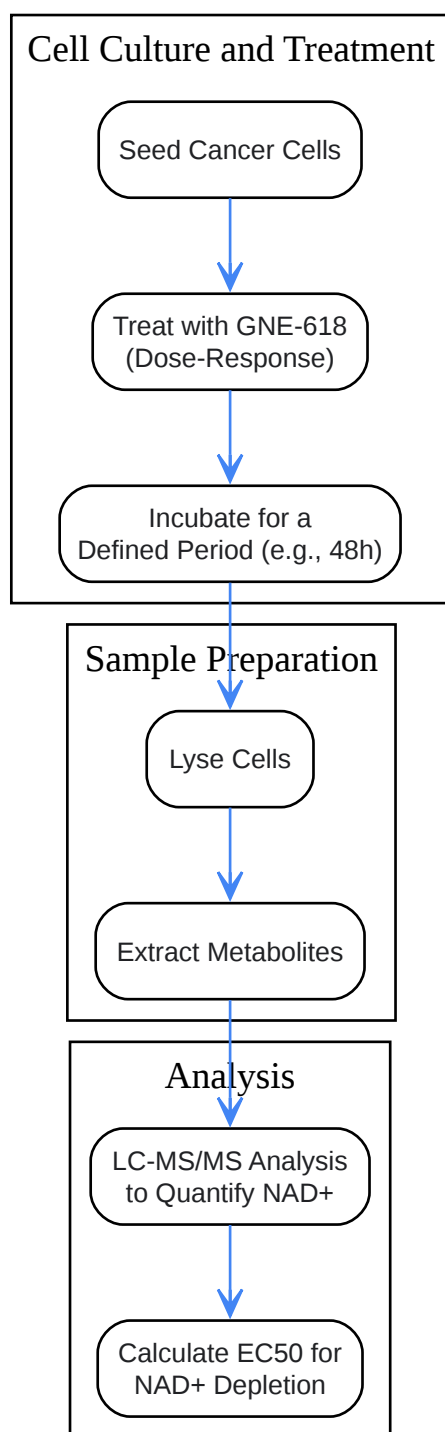 Cell Culture and Treatment
Seed Cancer Cells
Treat with GNE-618
(Dose-Response)
Incubate for a
Defined Period (e.g., 48h)
Sample Preparation
Lyse Cells
Extract Metabolites
Analysis
LC-MS/MS Analysis
to Quantify NAD+
Calculate EC50 for
NAD+ Depletion